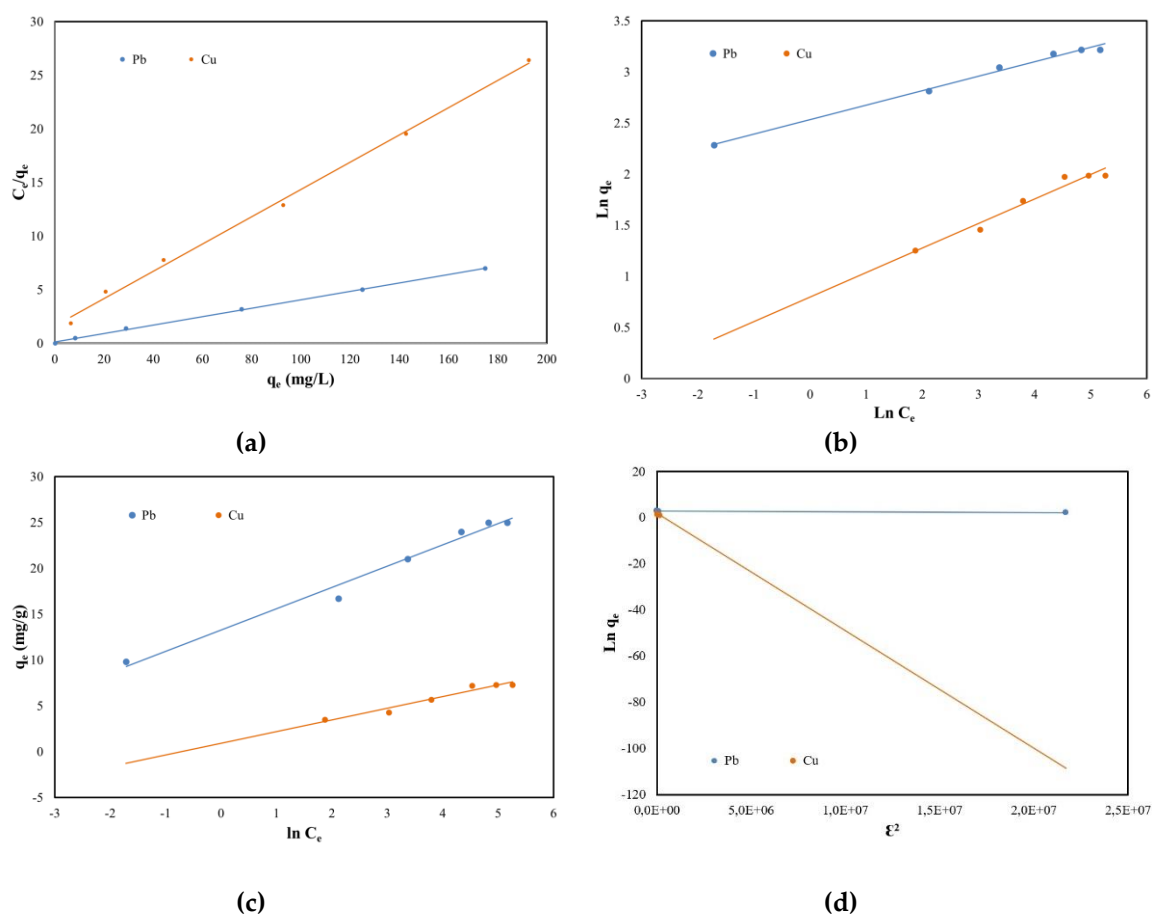 30
25
20
15
10
5
0
Pb
Cu
Cₑ/qₑ
0 20 40 60 80 100 120 140 160 180 200
qₑ (mg/L)
(a)
3.5
3
2.5
2
1.5
1
0.5
0
Pb
Cu
Ln qₑ
-3 -2 -1 0 1 2 3 4 5 6
Ln Cₑ
(b)
30
25
20
15
10
5
0
-5
Pb
Cu
qₑ (mg/g)
-3 -2 -1 0 1 2 3 4 5 6
ln Cₑ
(c)
20
0
-20
-40
-60
-80
-100
-120
Pb
Cu
Ln qₑ
0,0E+00 5,0E+06 1,0E+07 1,5E+07 2,0E+07 2,5E+07
Ɛ²
(d)